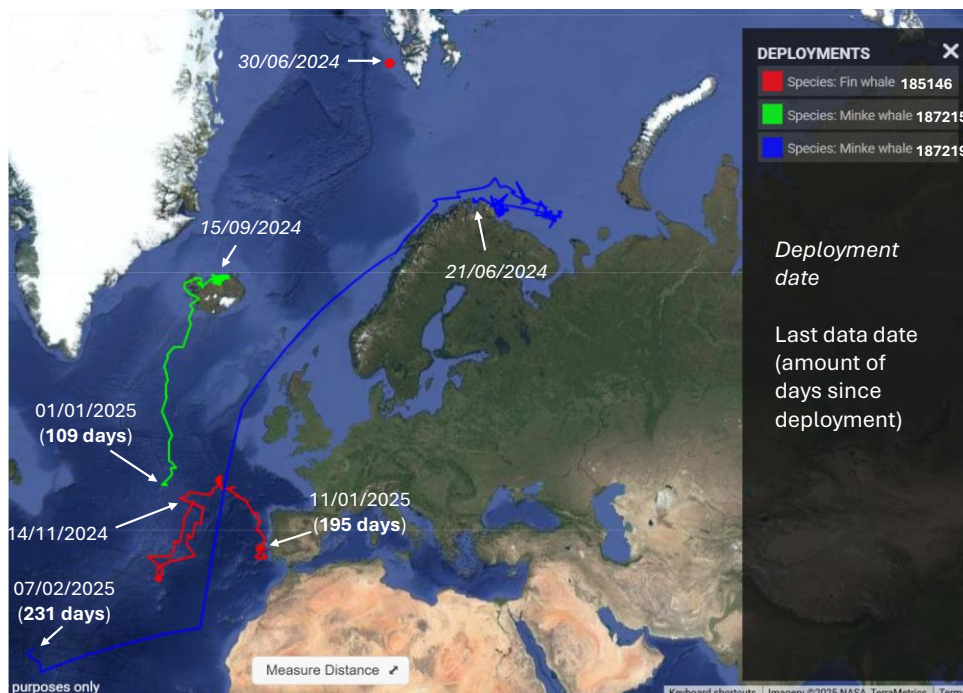 30/06/2024
DEPLOYMENTS
Species: Fin whale 185146
Species: Minke whale 187215
Species: Minke whale 187219
15/09/2024
21/06/2024
Deployment
date
Last data date
(amount of
days since
deployment)
01/01/2025
(109 days)
11/01/2025
(195 days)
14/11/2024
07/02/2025
(231 days)
Measure Distance
purposes only
Keyboard shortcuts
Imagery ©2025 NASA, TerraMetrics